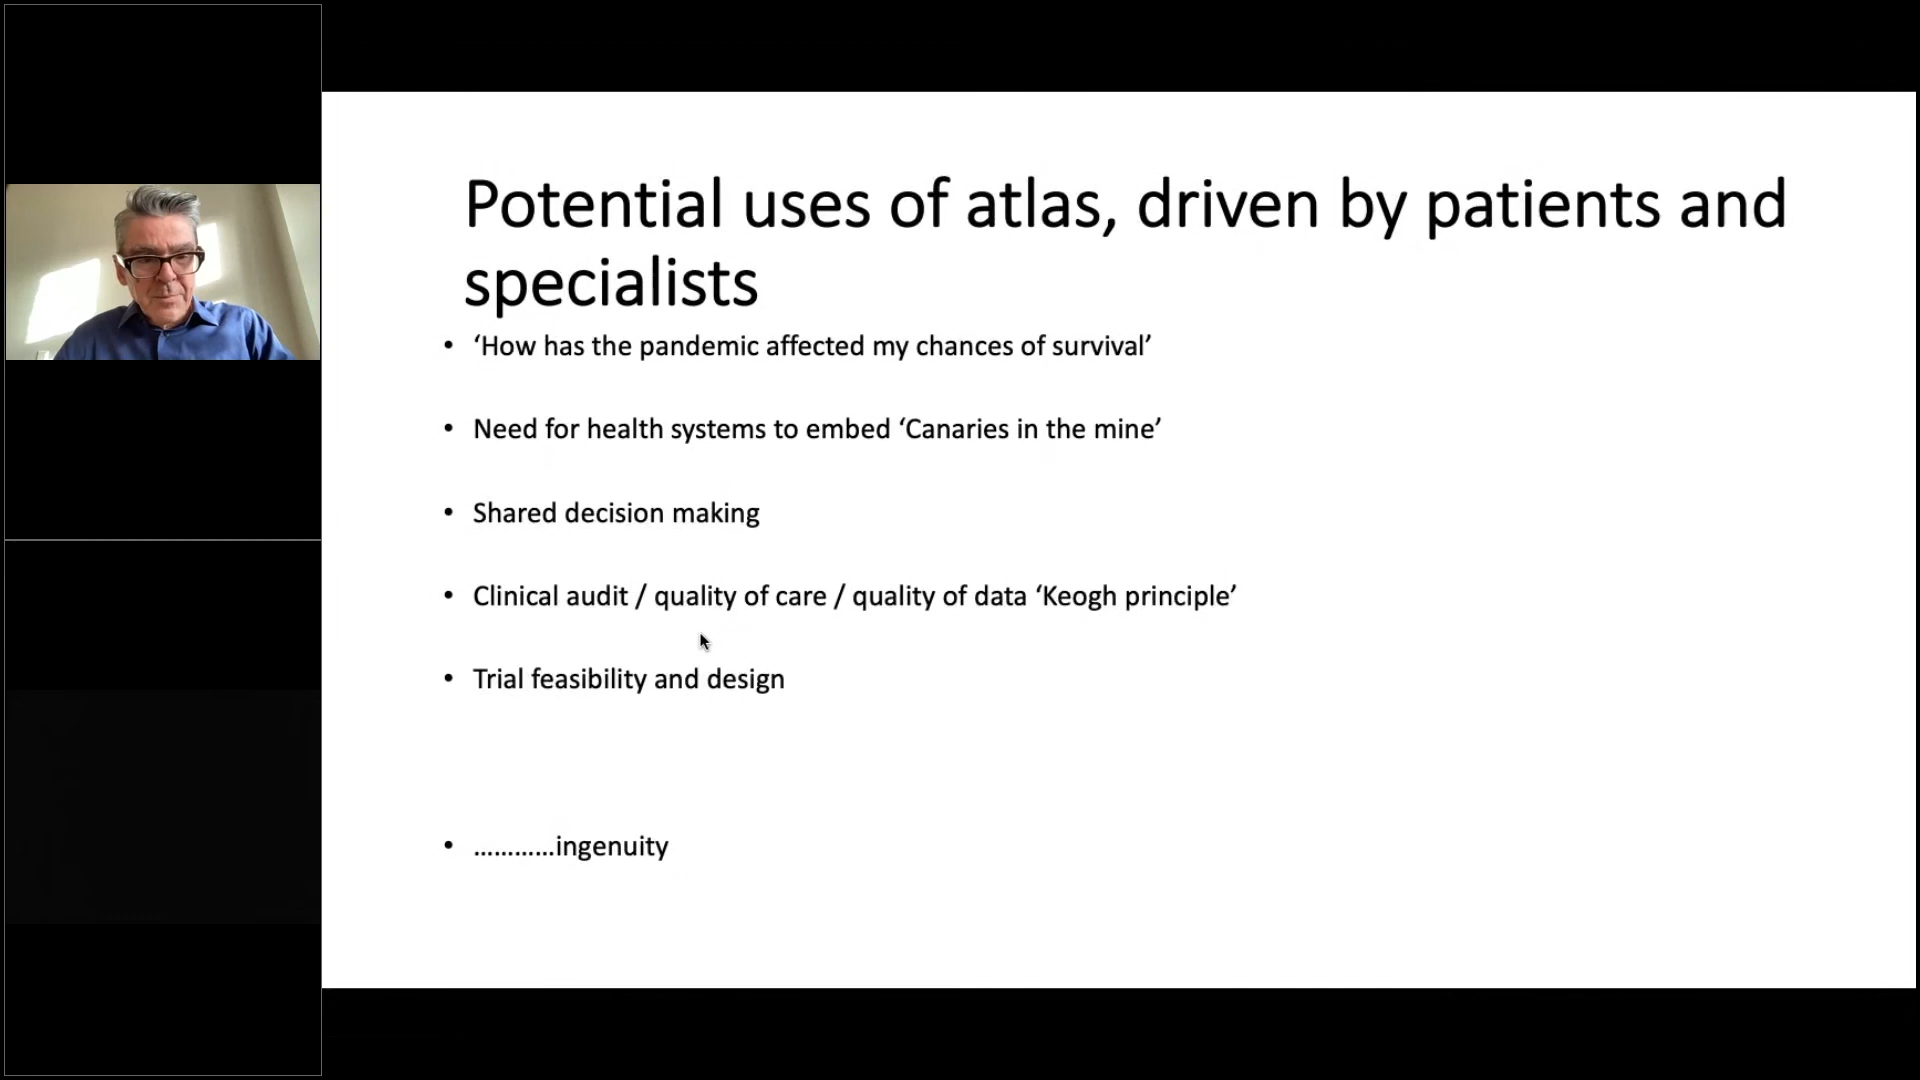 Potential uses of atlas, driven by patients and
specialists
• ‘How has the pandemic affected my chances of survival’
• Need for health systems to embed ‘Canaries in the mine’
• Shared decision making
• Clinical audit / quality of care / quality of data ‘Keogh principle’
• Trial feasibility and design
• …………ingenuity